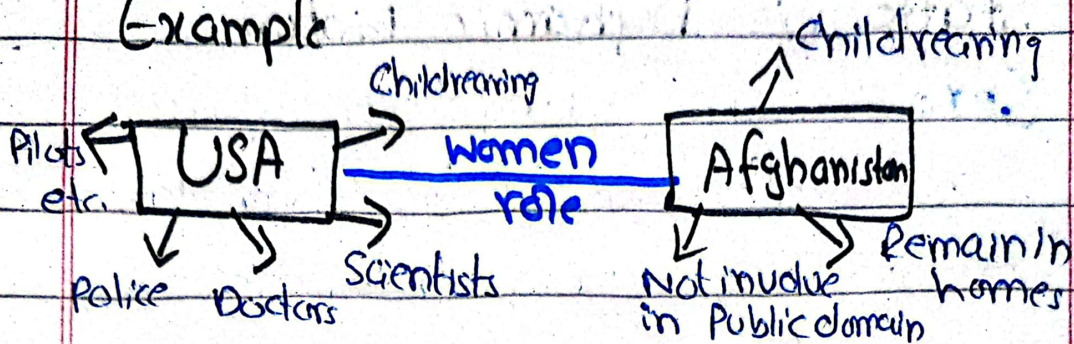 Example
Childrearing
Childrearing
Pilots
etc.
USA
women
role
Afghanistan
Police
Doctors
Scientists
Not inuolue
in Public domain
Remain in
homes